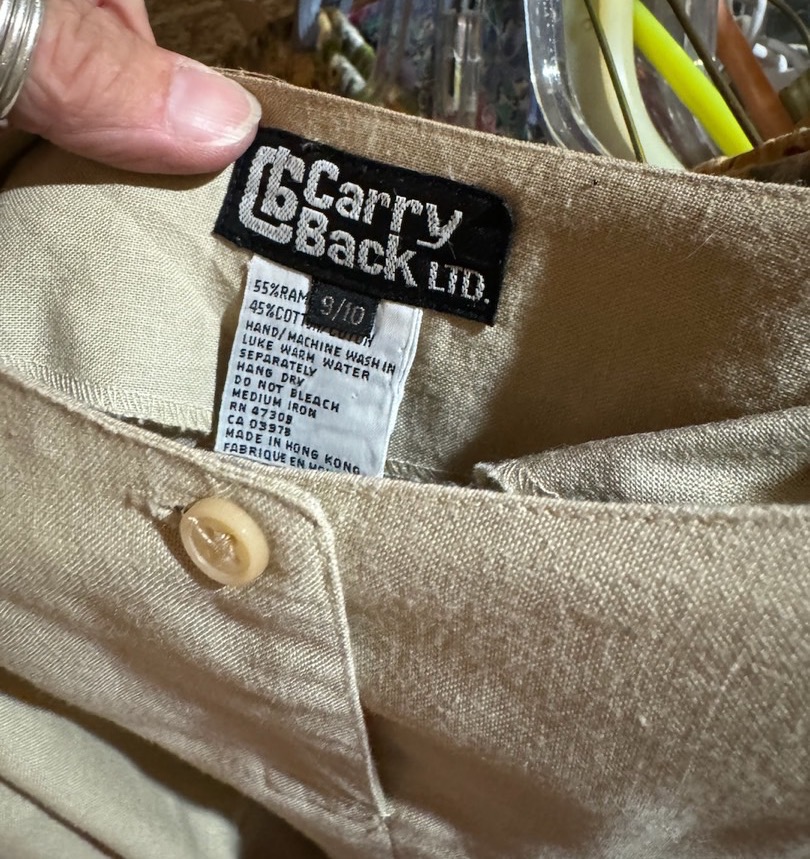 CB Carry
Back LTD.
9/10
55%RAM
45%COTT
HAND/MACHINE WASH IN
LUKE WARM WATER
SEPARATELY
HANG DRY
DO NOT BLEACH
MEDIUM IRON
RN 47308
CA 03978
MADE IN HONG KONG
FABRIQUE EN